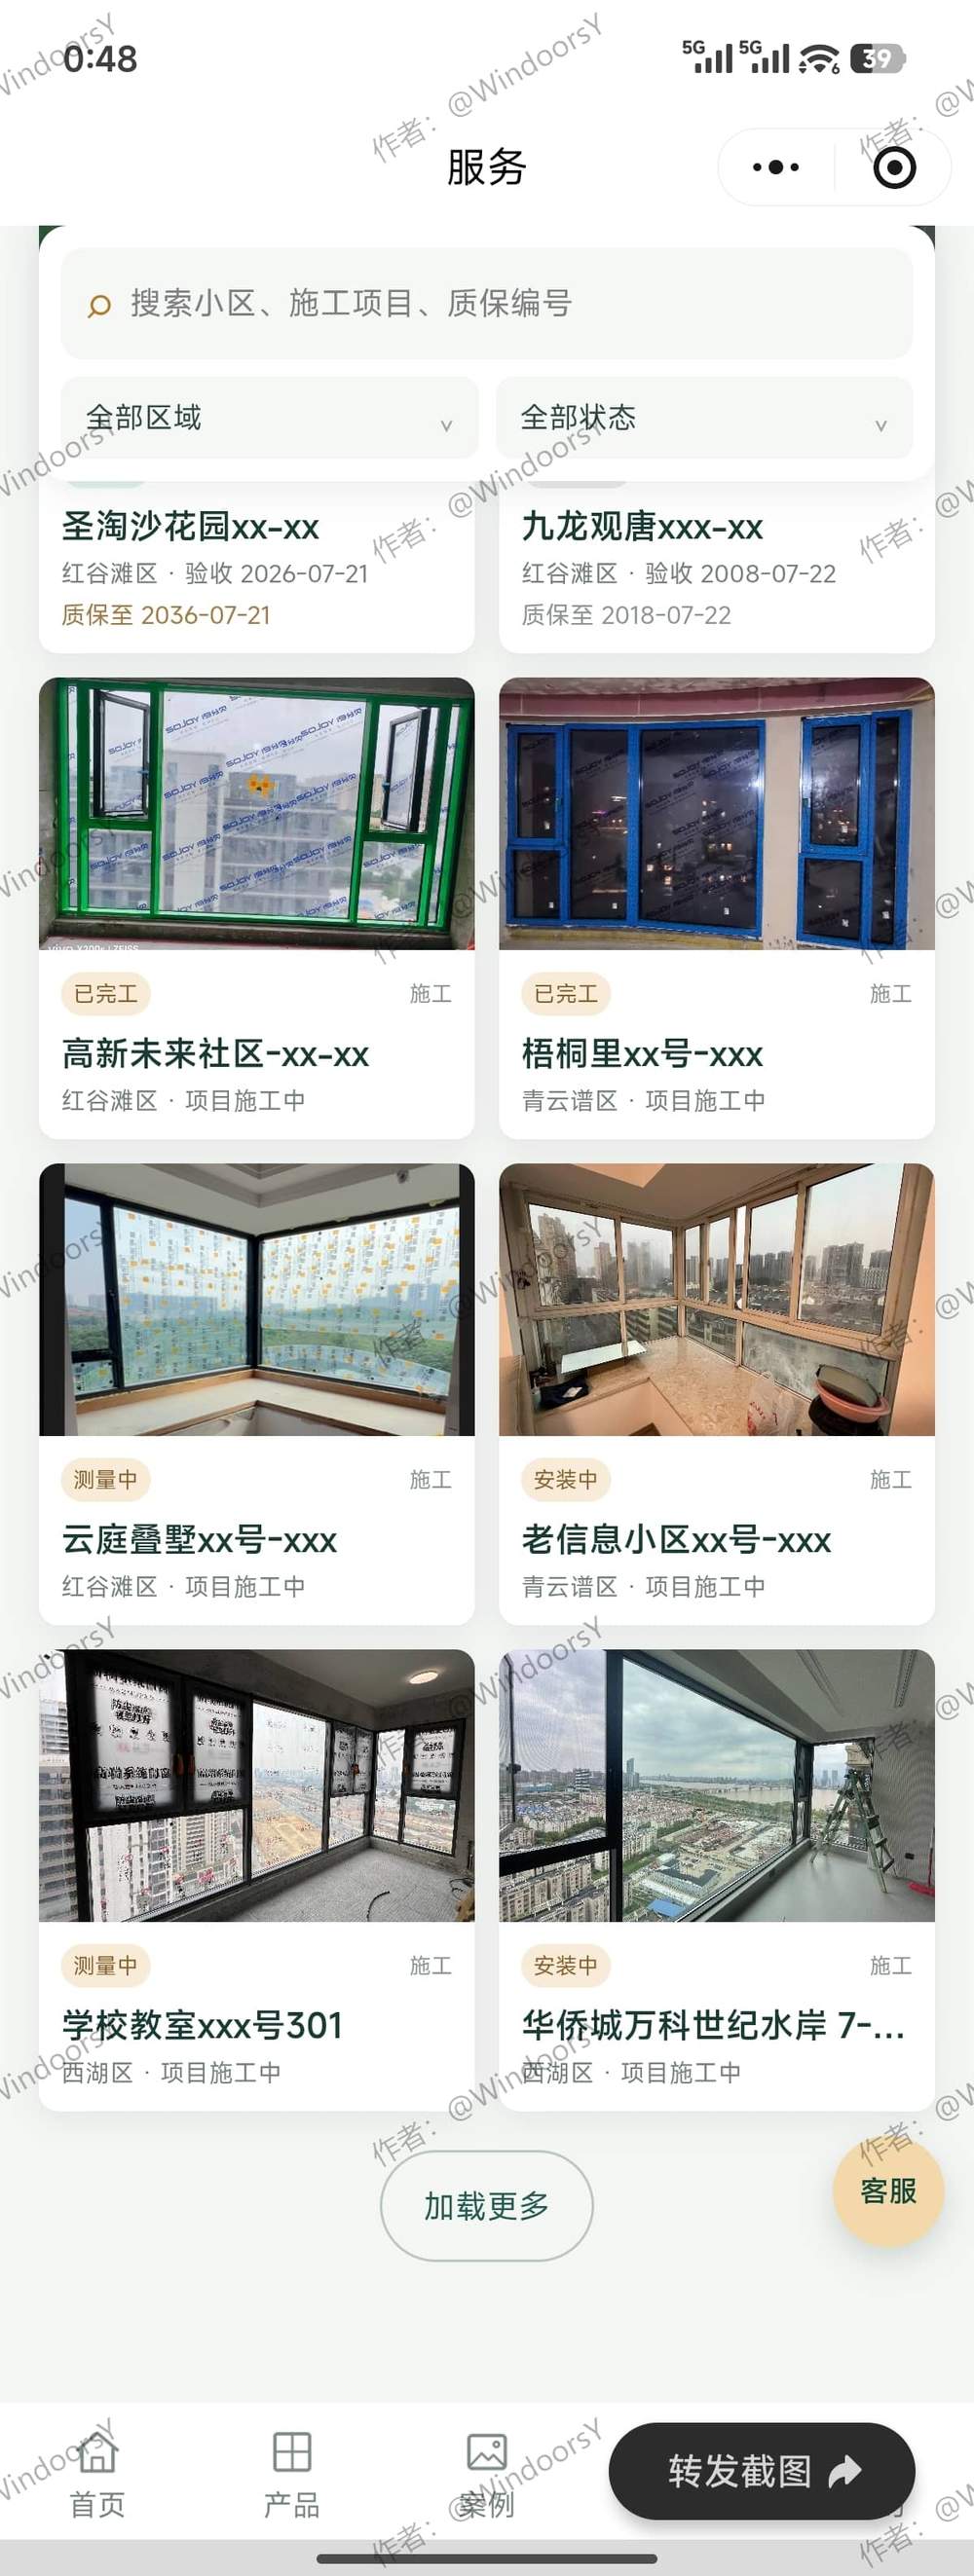 0:48
5G 5G 6 39
服务
搜索小区、施工项目、质保编号
全部区域 全部状态
圣淘沙花园xx-xx
红谷滩区 · 验收 2026-07-21
质保至 2036-07-21
九龙观唐xxx-xx
红谷滩区 · 验收 2008-07-22
质保至 2018-07-22
已完工 施工
高新未来社区-xx-xx
红谷滩区 · 项目施工中
已完工 施工
梧桐里xx号-xxx
青云谱区 · 项目施工中
测量中 施工
云庭叠墅xx号-xxx
红谷滩区 · 项目施工中
安装中 施工
老信息小区xx号-xxx
青云谱区 · 项目施工中
测量中 施工
学校教室xxx号301
西湖区 · 项目施工中
安装中 施工
华侨城万科世纪水岸 7-...
西湖区 · 项目施工中
加载更多
客服
首页 产品 案例
转发截图
作者：@WindoorsY